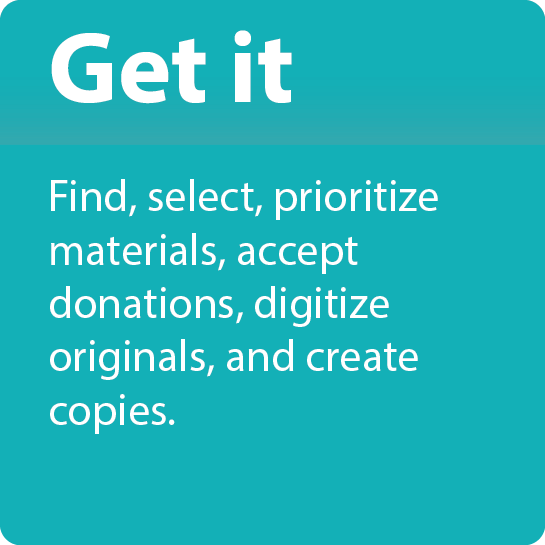 Get it
Find, select, prioritize
materials, accept
donations, digitize
originals, and create
copies.